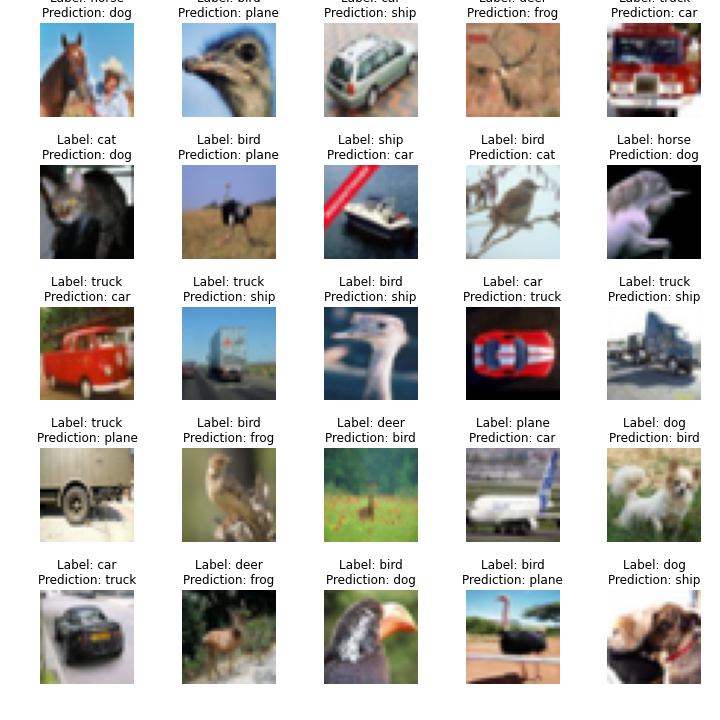 Label: horse
Prediction: dog
Label: bird
Prediction: plane
Label: car
Prediction: ship
Label: deer
Prediction: frog
Label: truck
Prediction: car
Label: cat
Prediction: dog
Label: bird
Prediction: plane
Label: ship
Prediction: car
Label: bird
Prediction: cat
Label: horse
Prediction: dog
Label: truck
Prediction: car
Label: truck
Prediction: ship
Label: bird
Prediction: ship
Label: car
Prediction: truck
Label: truck
Prediction: ship
Label: truck
Prediction: plane
Label: bird
Prediction: frog
Label: deer
Prediction: bird
Label: plane
Prediction: car
Label: dog
Prediction: bird
Label: car
Prediction: truck
Label: deer
Prediction: frog
Label: bird
Prediction: dog
Label: bird
Prediction: plane
Label: dog
Prediction: ship